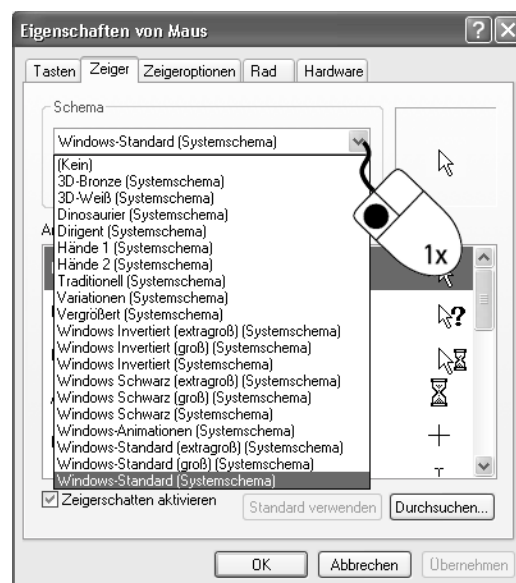 Eigenschaften von Maus
Tasten Zeiger Zeigeroptionen Rad Hardware
Schema
Windows-Standard (Systemschema)
(Kein)
3D-Bronze (Systemschema)
3D-Weiß (Systemschema)
Dinosaurier (Systemschema)
Dirigent (Systemschema)
Hände 1 (Systemschema)
Hände 2 (Systemschema)
Traditionell (Systemschema)
Variationen (Systemschema)
Vergrößert (Systemschema)
Windows Invertiert (extragroß) (Systemschema)
Windows Invertiert (groß) (Systemschema)
Windows Invertiert (Systemschema)
Windows Schwarz (extragroß) (Systemschema)
Windows Schwarz (groß) (Systemschema)
Windows Schwarz (Systemschema)
Windows-Animationen (Systemschema)
Windows-Standard (extragroß) (Systemschema)
Windows-Standard (groß) (Systemschema)
Windows-Standard (Systemschema)
1x
Zeigerschatten aktivieren
Standard verwenden
Durchsuchen...
OK
Abbrechen
Übernehmen